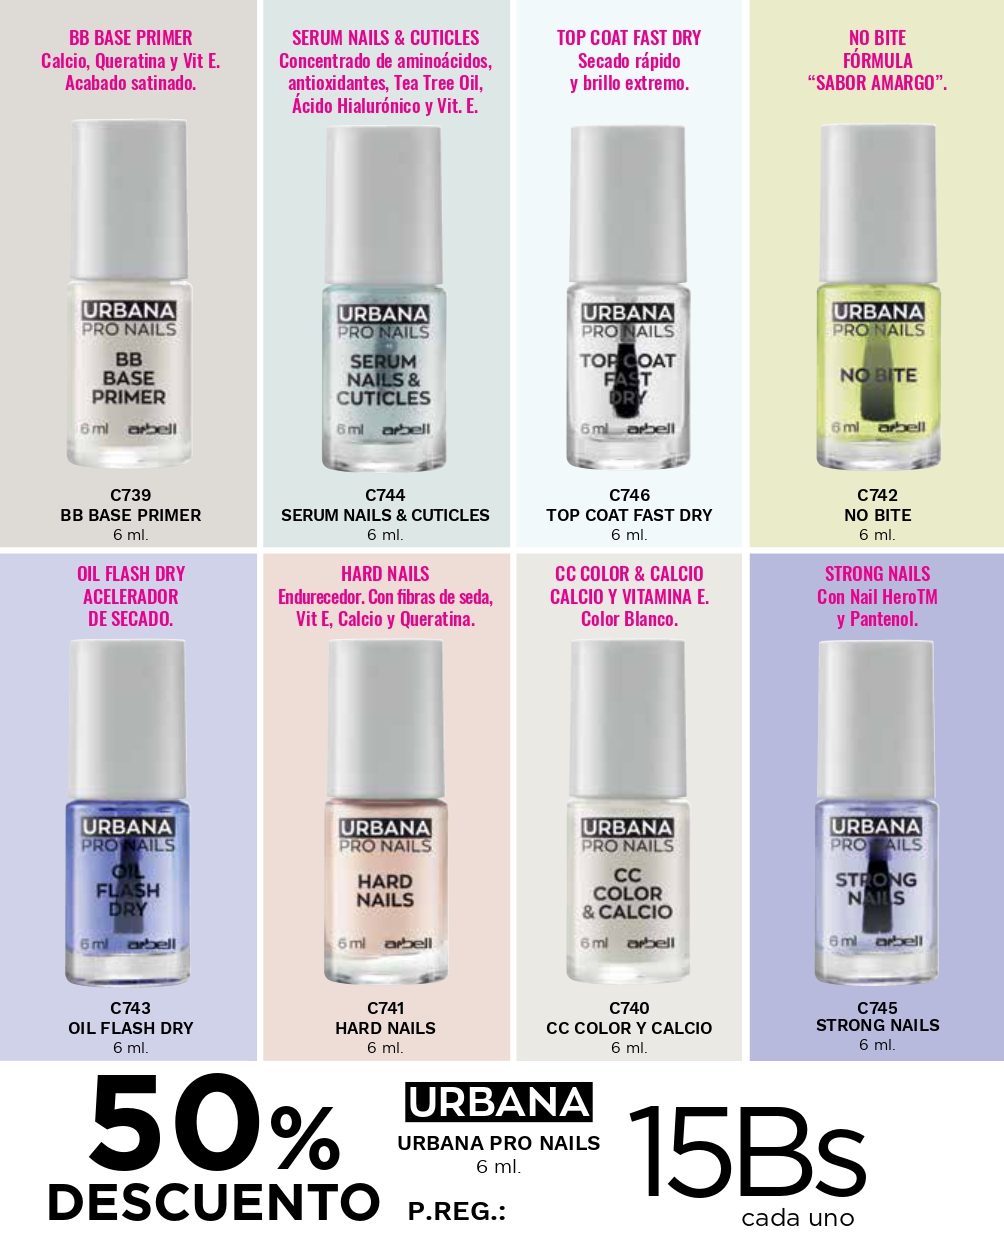 BB BASE PRIMER
Calcio, Queratina y Vit E.
Acabado satinado.
URBANA
PRO NAILS
BB
BASE
PRIMER
6 ml arbell
C739
BB BASE PRIMER
6 ml.
SERUM NAILS & CUTICLES
Concentrado de aminoácidos,
antioxidantes, Tea Tree Oil,
Ácido Hialurónico y Vit. E.
URBANA
PRO NAILS
SERUM
NAILS &
CUTICLES
6 ml arbell
C744
SERUM NAILS & CUTICLES
6 ml.
TOP COAT FAST DRY
Secado rápido
y brillo extremo.
URBANA
PRO NAILS
TOP COAT
FAST
DRY
6 ml arbell
C746
TOP COAT FAST DRY
6 ml.
NO BITE
FÓRMULA
“SABOR AMARGO”.
URBANA
PRO NAILS
NO BITE
6 ml arbell
C742
NO BITE
6 ml.
OIL FLASH DRY
ACELERADOR
DE SECADO.
URBANA
PRO NAILS
OIL
FLASH
DRY
6 ml arbell
C743
OIL FLASH DRY
6 ml.
HARD NAILS
Endurecedor. Con fibras de seda,
Vit E, Calcio y Queratina.
URBANA
PRO NAILS
HARD
NAILS
6 ml arbell
C741
HARD NAILS
6 ml.
CC COLOR & CALCIO
CALCIO Y VITAMINA E.
Color Blanco.
URBANA
PRO NAILS
CC
COLOR
& CALCIO
6 ml arbell
C740
CC COLOR Y CALCIO
6 ml.
STRONG NAILS
Con Nail HeroTM
y Pantenol.
URBANA
PRO NAILS
STRONG
NAILS
6 ml arbell
C745
STRONG NAILS
6 ml.
50%
DESCUENTO
URBANA
URBANA PRO NAILS
6 ml.
P.REG.:
15Bs
cada uno